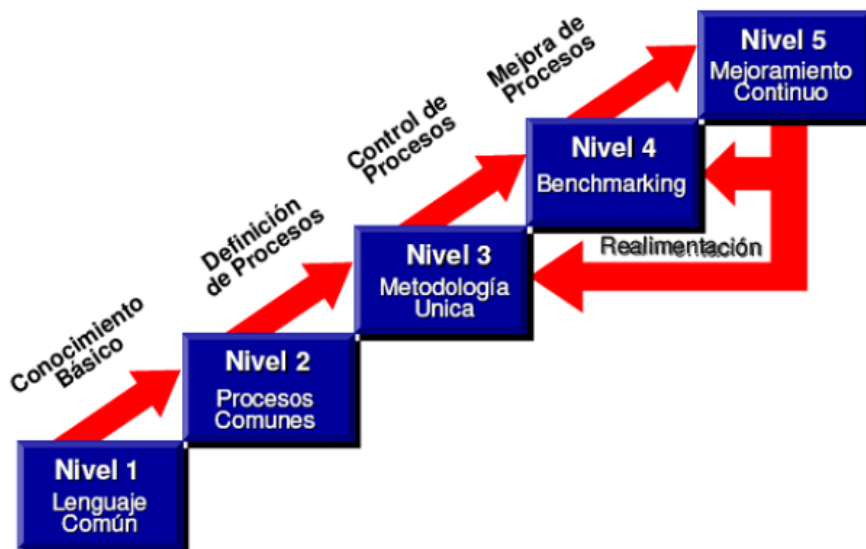 Nivel 5
Mejoramiento
Continuo
Mejora de
Procesos
Nivel 4
Benchmarking
Control de
Procesos
Realimentación
Nivel 3
Metodología
Unica
Definición
de Procesos
Nivel 2
Procesos
Comunes
Conocimiento
Básico
Nivel 1
Lenguaje
Común